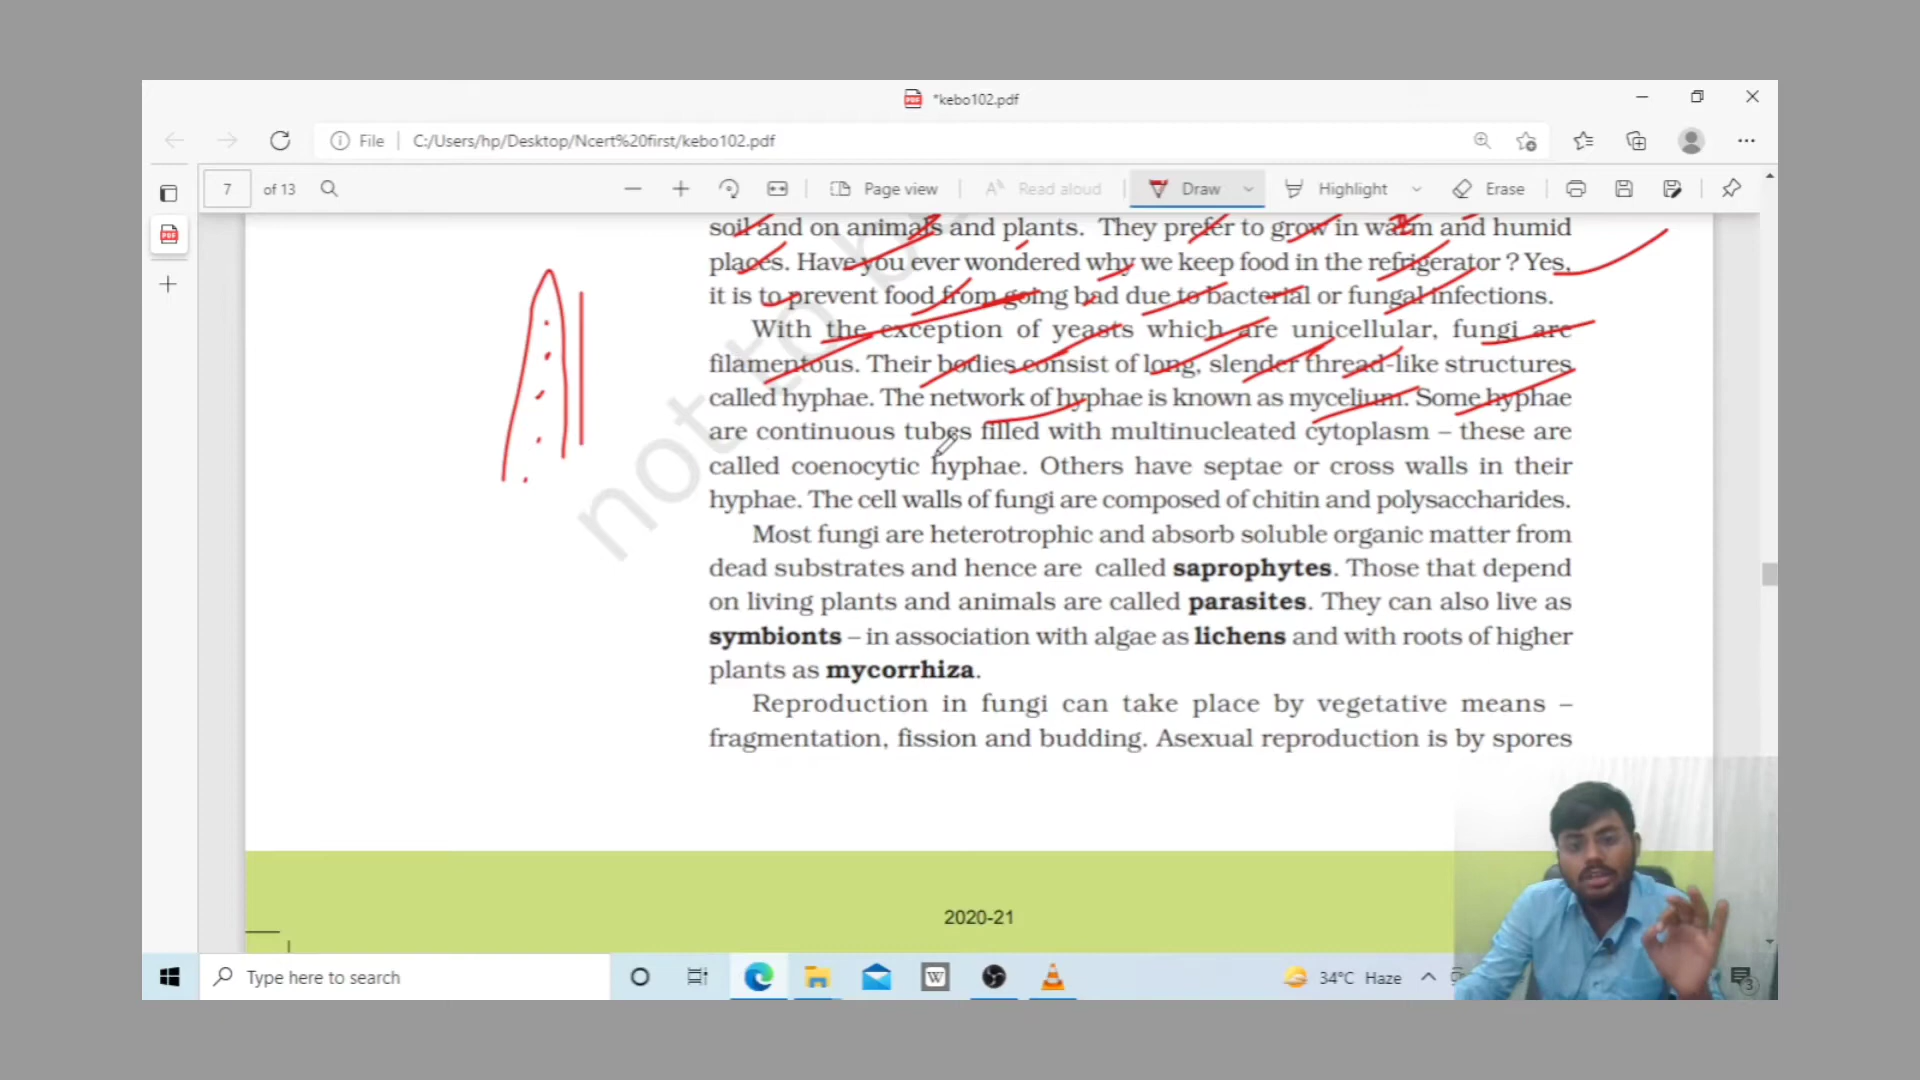 *kebo102.pdf
File
C:/Users/hp/Desktop/Ncert%20first/kebo102.pdf
7 of 13
Page view
Read aloud
Draw
Highlight
Erase
soil and on animals and plants. They prefer to grow in warm and humid
places. Have you ever wondered why we keep food in the refrigerator ? Yes,
it is to prevent food from going bad due to bacterial or fungal infections.
With the exception of yeasts which are unicellular, fungi are
filamentous. Their bodies consist of long, slender thread-like structures
called hyphae. The network of hyphae is known as mycelium. Some hyphae
are continuous tubes filled with multinucleated cytoplasm – these are
called coenocytic hyphae. Others have septae or cross walls in their
hyphae. The cell walls of fungi are composed of chitin and polysaccharides.
Most fungi are heterotrophic and absorb soluble organic matter from
dead substrates and hence are called saprophytes. Those that depend
on living plants and animals are called parasites. They can also live as
symbionts – in association with algae as lichens and with roots of higher
plants as mycorrhiza.
Reproduction in fungi can take place by vegetative means –
fragmentation, fission and budding. Asexual reproduction is by spores
not to be
2020-21
Type here to search
34°C Haze
3